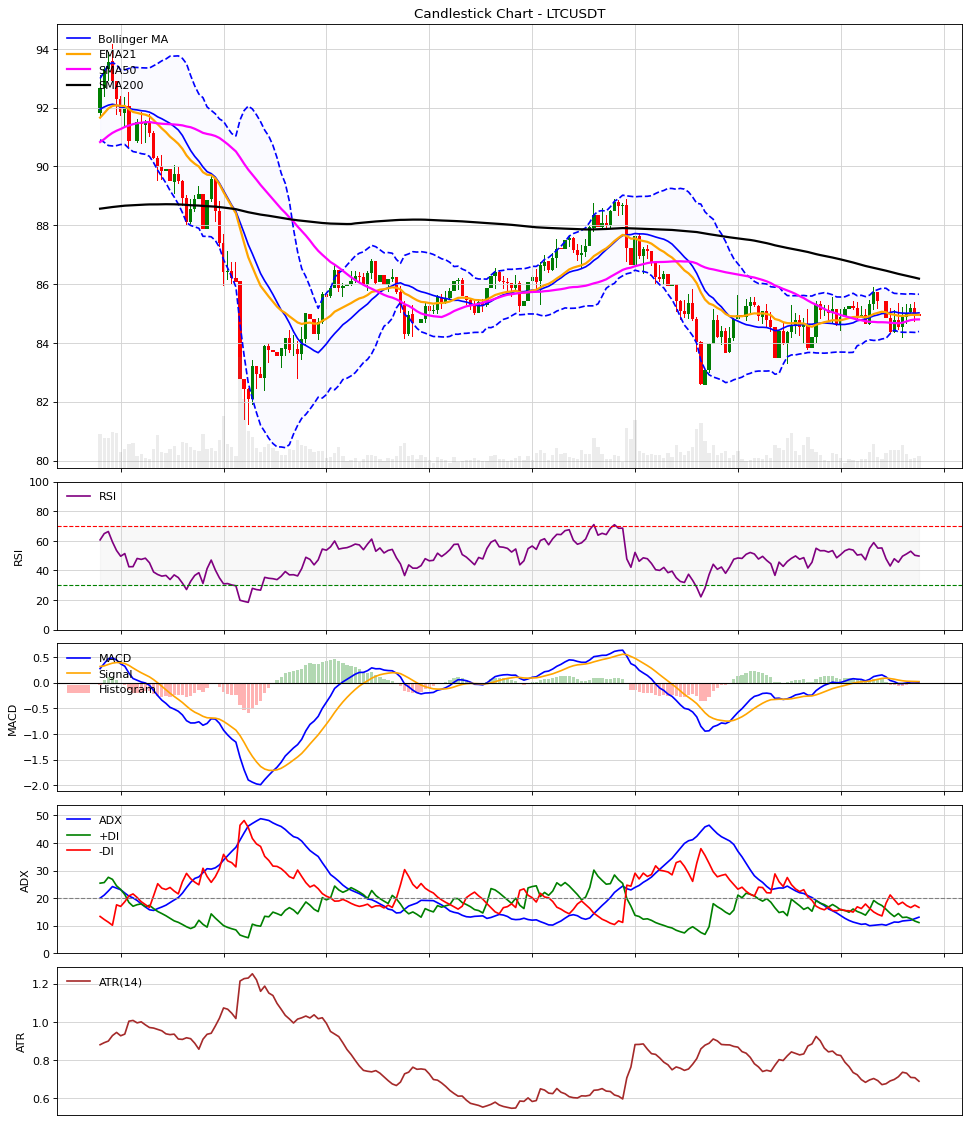 Candlestick Chart - LTCUSDT
Bollinger MA
EMA21
SMA50
SMA200
94
92
90
88
86
84
82
80
RSI
100
80
60
40
20
0
RSI
MACD
Signal
Histogram
0.5
0.0
−0.5
−1.0
−1.5
−2.0
MACD
ADX
+DI
-DI
50
40
30
20
10
0
ADX
ATR(14)
1.2
1.0
0.8
0.6
ATR